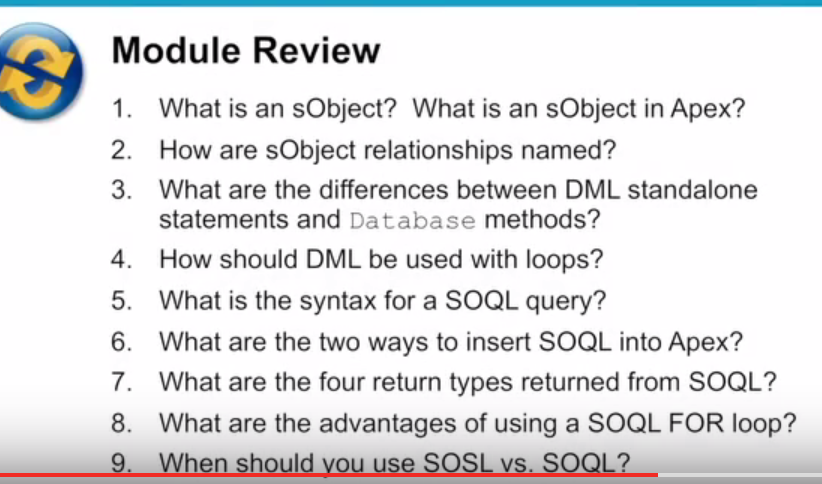 Module Review
1. What is an sObject? What is an sObject in Apex?
2. How are sObject relationships named?
3. What are the differences between DML standalone
statements and Database methods?
4. How should DML be used with loops?
5. What is the syntax for a SOQL query?
6. What are the two ways to insert SOQL into Apex?
7. What are the four return types returned from SOQL?
8. What are the advantages of using a SOQL FOR loop?
9. When should you use SOSL vs. SOQL?